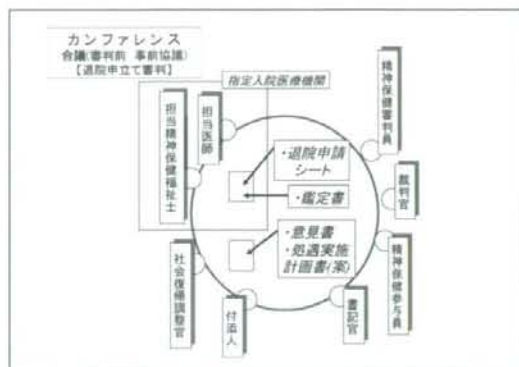 カンファレンス
合議(審判前 事前協議)
【退院申立て審判】
指定入院医療機関
担当医師
担当精神保健福祉士
社会復帰調整官
付添人
書記官
精神保健参与員
裁判官
精神保健審判員
・退院申請
シート
・鑑定書
・意見書
・処遇実施
計画書(案)